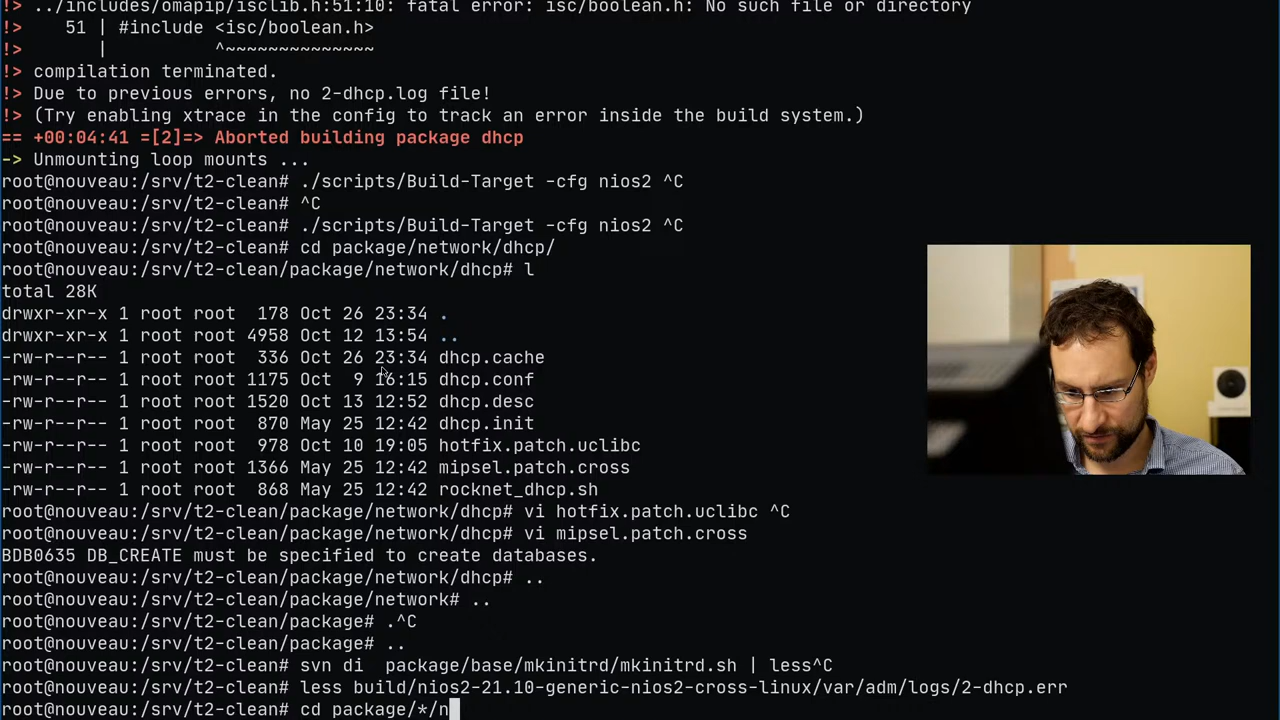 !> ../includes/omapip/isclib.h:51:10: fatal error: isc/boolean.h: No such file or directory
!>    51 | #include <isc/boolean.h>
!>       |          ^~~~~~~~~~~~~~~
!> compilation terminated.
!> Due to previous errors, no 2-dhcp.log file!
!> (Try enabling xtrace in the config to track an error inside the build system.)
== +00:04:41 =[2]=> Aborted building package dhcp
-> Unmounting loop mounts ...
root@nouveau:/srv/t2-clean# ./scripts/Build-Target -cfg nios2 ^C
root@nouveau:/srv/t2-clean# ^C
root@nouveau:/srv/t2-clean# ./scripts/Build-Target -cfg nios2 ^C
root@nouveau:/srv/t2-clean# cd package/network/dhcp/
root@nouveau:/srv/t2-clean/package/network/dhcp# l
total 28K
drwxr-xr-x 1 root root  178 Oct 26 23:34 .
drwxr-xr-x 1 root root 4958 Oct 12 13:54 ..
-rw-r--r-- 1 root root  336 Oct 26 23:34 dhcp.cache
-rw-r--r-- 1 root root 1175 Oct  9 16:15 dhcp.conf
-rw-r--r-- 1 root root 1520 Oct 13 12:52 dhcp.desc
-rw-r--r-- 1 root root  870 May 25 12:42 dhcp.init
-rw-r--r-- 1 root root  978 Oct 10 19:05 hotfix.patch.uclibc
-rw-r--r-- 1 root root 1366 May 25 12:42 mipsel.patch.cross
-rw-r--r-- 1 root root  868 May 25 12:42 rocknet_dhcp.sh
root@nouveau:/srv/t2-clean/package/network/dhcp# vi hotfix.patch.uclibc ^C
root@nouveau:/srv/t2-clean/package/network/dhcp# vi mipsel.patch.cross
BDB0635 DB_CREATE must be specified to create databases.
root@nouveau:/srv/t2-clean/package/network/dhcp# ..
root@nouveau:/srv/t2-clean/package/network# ..
root@nouveau:/srv/t2-clean/package# .^C
root@nouveau:/srv/t2-clean/package# ..
root@nouveau:/srv/t2-clean# svn di  package/base/mkinitrd/mkinitrd.sh | less^C
root@nouveau:/srv/t2-clean# less build/nios2-21.10-generic-nios2-cross-linux/var/adm/logs/2-dhcp.err
root@nouveau:/srv/t2-clean# cd package/*/n